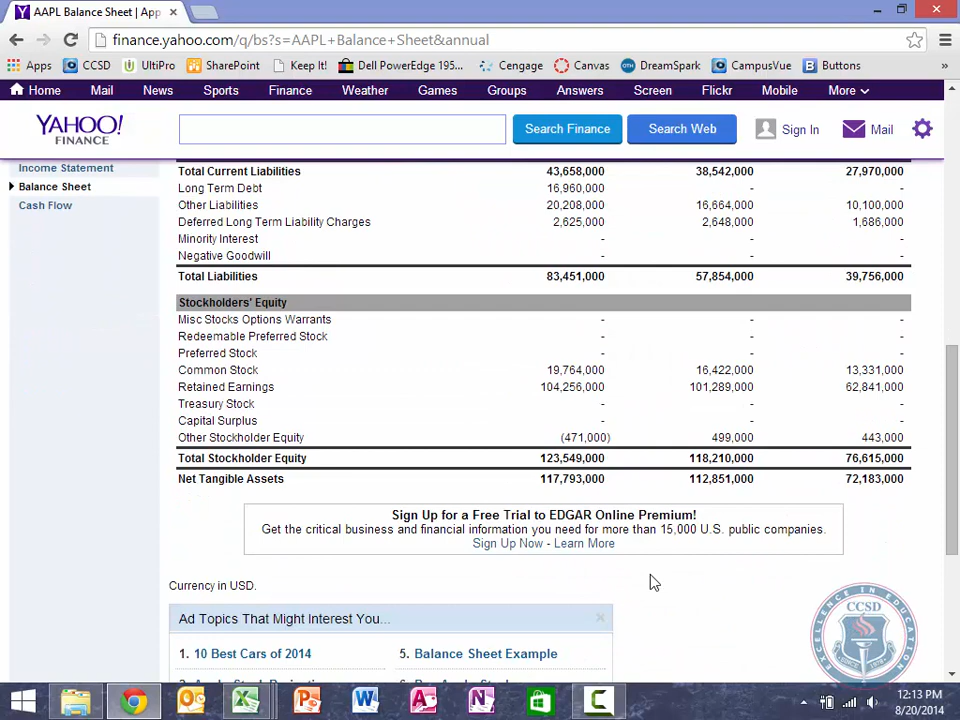 AAPL Balance Sheet | App
finance.yahoo.com/q/bs?s=AAPL+Balance+Sheet&annual
Apps CCSD UltiPro SharePoint Keep It! Dell PowerEdge 195... Cengage Canvas DreamSpark CampusVue Buttons »
Home Mail News Sports Finance Weather Games Groups Answers Screen Flickr Mobile More
YAHOO! FINANCE Search Finance Search Web Sign In Mail
Income Statement
Balance Sheet
Cash Flow
Total Current Liabilities 43,658,000 38,542,000 27,970,000
Long Term Debt 16,960,000 - -
Other Liabilities 20,208,000 16,664,000 10,100,000
Deferred Long Term Liability Charges 2,625,000 2,648,000 1,686,000
Minority Interest - - -
Negative Goodwill - - -
Total Liabilities 83,451,000 57,854,000 39,756,000
Stockholders' Equity
Misc Stocks Options Warrants - - -
Redeemable Preferred Stock - - -
Preferred Stock - - -
Common Stock 19,764,000 16,422,000 13,331,000
Retained Earnings 104,256,000 101,289,000 62,841,000
Treasury Stock - - -
Capital Surplus - - -
Other Stockholder Equity (471,000) 499,000 443,000
Total Stockholder Equity 123,549,000 118,210,000 76,615,000
Net Tangible Assets 117,793,000 112,851,000 72,183,000
Sign Up for a Free Trial to EDGAR Online Premium!
Get the critical business and financial information you need for more than 15,000 U.S. public companies.
Sign Up Now - Learn More
Currency in USD.
Ad Topics That Might Interest You...
1. 10 Best Cars of 2014 5. Balance Sheet Example
EXCELLENCE IN EDUCATION
CCSD
12:13 PM
8/20/2014